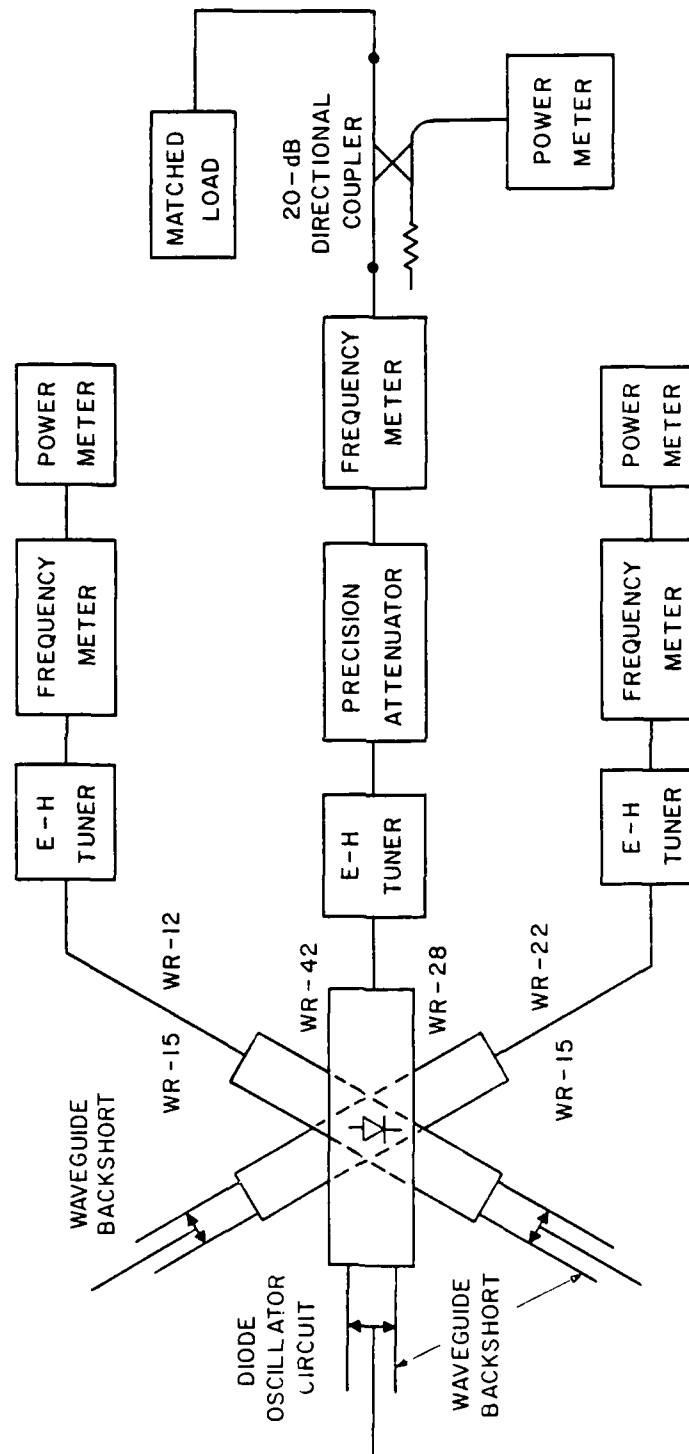 POWER
METER
FREQUENCY
METER
E-H
TUNER
WR-12
WR-15
WAVEGUIDE
BACKSHORT
MATCHED
LOAD
20-dB
DIRECTIONAL
COUPLER
POWER
METER
FREQUENCY
METER
PRECISION
ATTENUATOR
E-H
TUNER
WR-42
WR-28
DIODE
OSCILLATOR
CIRCUIT
POWER
METER
FREQUENCY
METER
E-H
TUNER
WR-22
WR-15
WAVEGUIDE
BACKSHORT